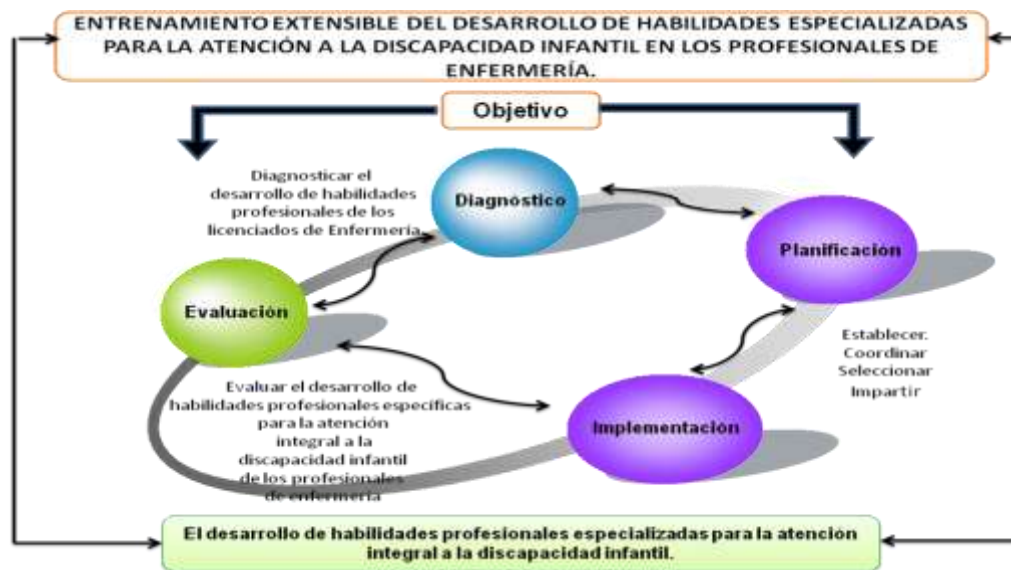 ENTRENAMIENTO EXTENSIBLE DEL DESARROLLO DE HABILIDADES ESPECIALIZADAS
PARA LA ATENCIÓN A LA DISCAPACIDAD INFANTIL EN LOS PROFESIONALES DE
ENFERMERÍA.
Objetivo
Diagnosticar el
desarrollo de habilidades
profesionales de los
licenciados de Enfermería
Diagnóstico
Planificación
Evaluación
Establecer.
Coordinar
Seleccionar
Impartir
Evaluar el desarrollo de
habilidades profesionales específicas
para la atención
integral a la
discapacidad infantil
de los profesionales
de enfermería
Implementación
El desarrollo de habilidades profesionales especializadas para la atención
integral a la discapacidad infantil.